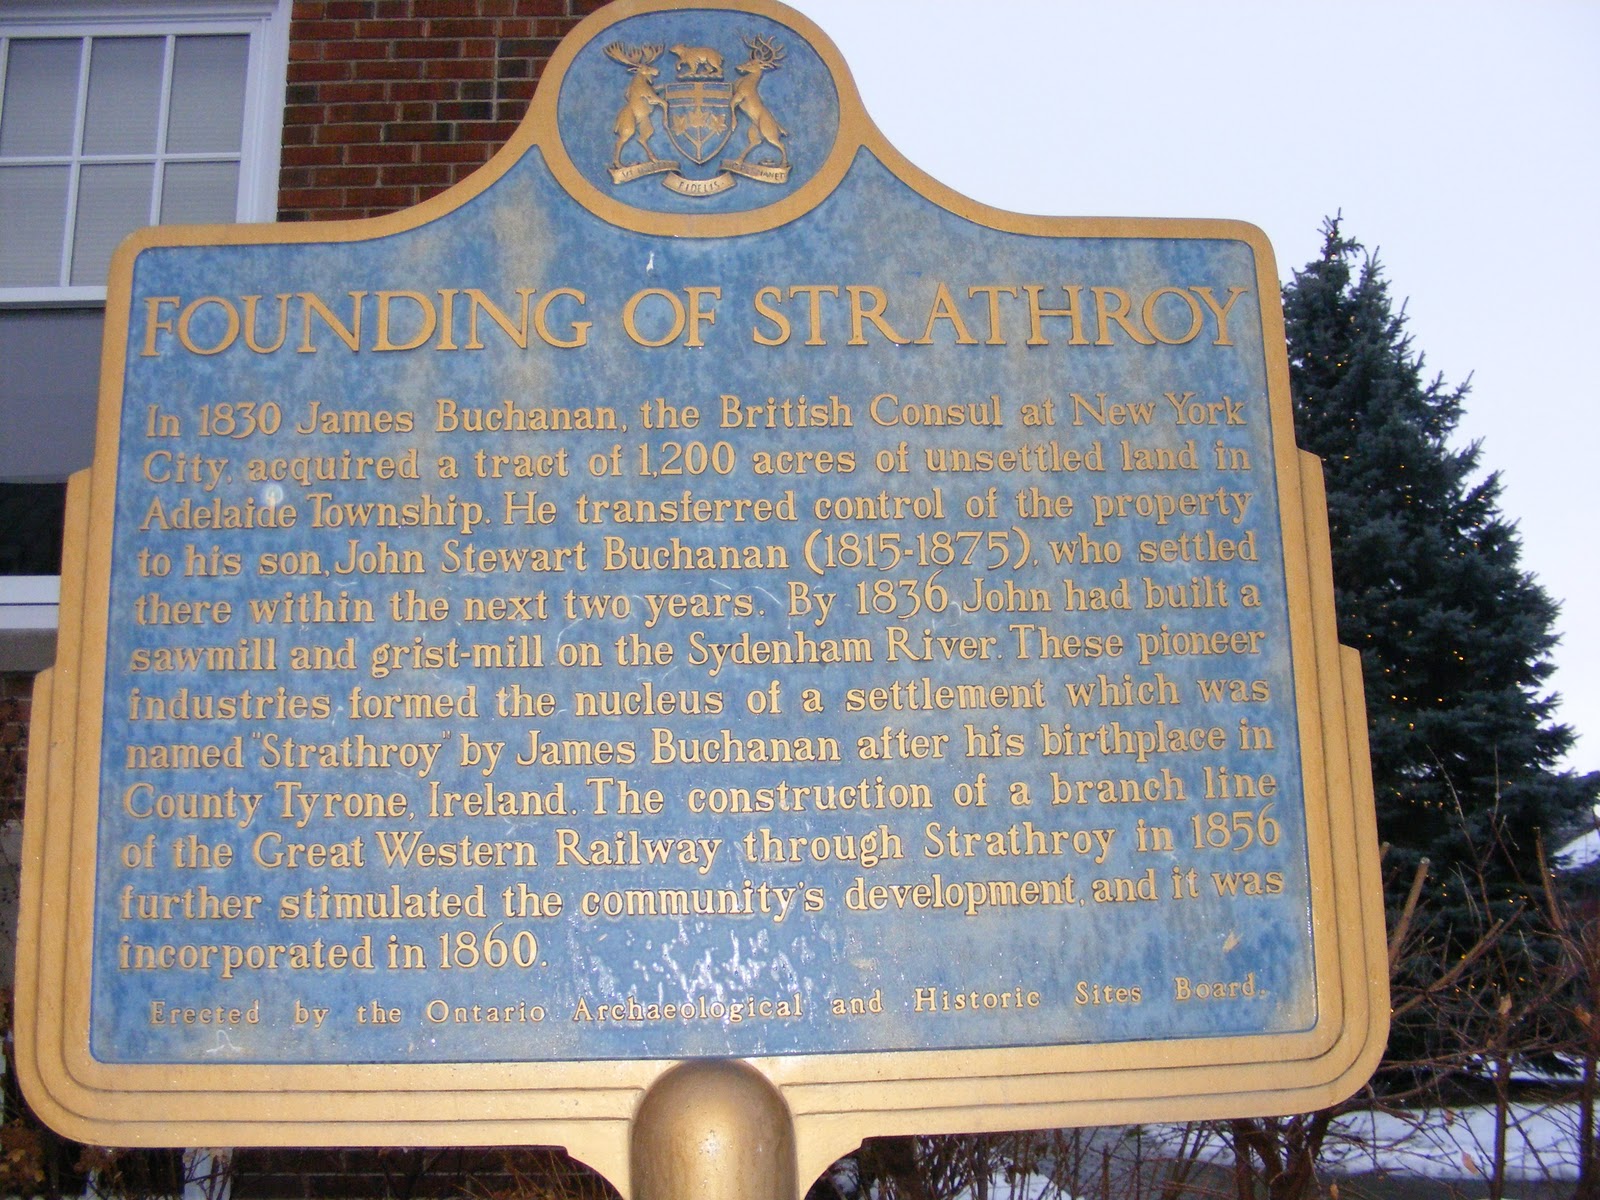 FIDELIS
FOUNDING OF STRATHROY
In 1830 James Buchanan, the British Consul at New York
City, acquired a tract of 1,200 acres of unsettled land in
Adelaide Township. He transferred control of the property
to his son, John Stewart Buchanan (1815-1875), who settled
there within the next two years. By 1836 John had built a
sawmill and grist-mill on the Sydenham River. These pioneer
industries formed the nucleus of a settlement which was
named "Strathroy" by James Buchanan after his birthplace in
County Tyrone, Ireland. The construction of a branch line
of the Great Western Railway through Strathroy in 1856
further stimulated the community's development, and it was
incorporated in 1860.
Erected by the Ontario Archaeological and Historic Sites Board.